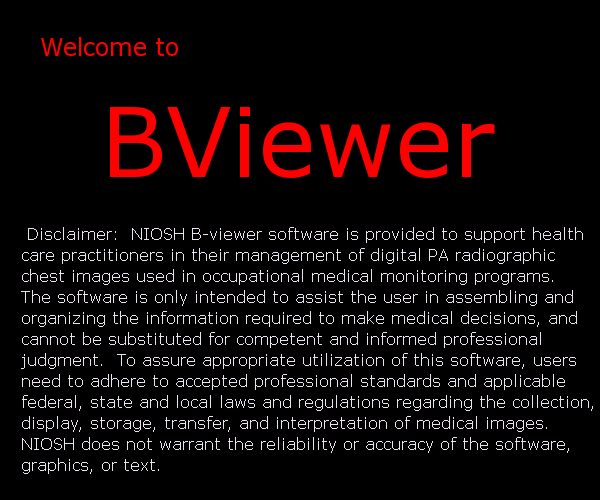 Welcome to
BViewer
Disclaimer:  NIOSH B-viewer software is provided to support health
care practitioners in their management of digital PA radiographic
chest images used in occupational medical monitoring programs.
The software is only intended to assist the user in assembling and
organizing the information required to make medical decisions, and
cannot be substituted for competent and informed professional
judgment.  To assure appropriate utilization of this software, users
need to adhere to accepted professional standards and applicable
federal, state and local laws and regulations regarding the collection,
display, storage, transfer, and interpretation of medical images.
NIOSH does not warrant the reliability or accuracy of the software,
graphics, or text.